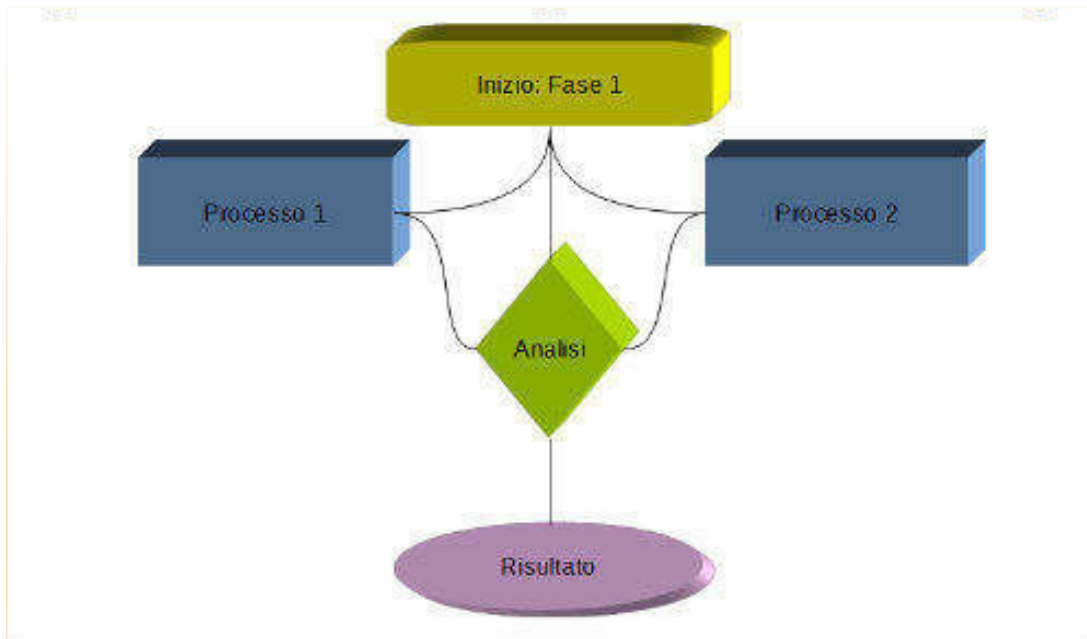 Inizio: Fase 1
Processo 1
Processo 2
Analisi
Risultato